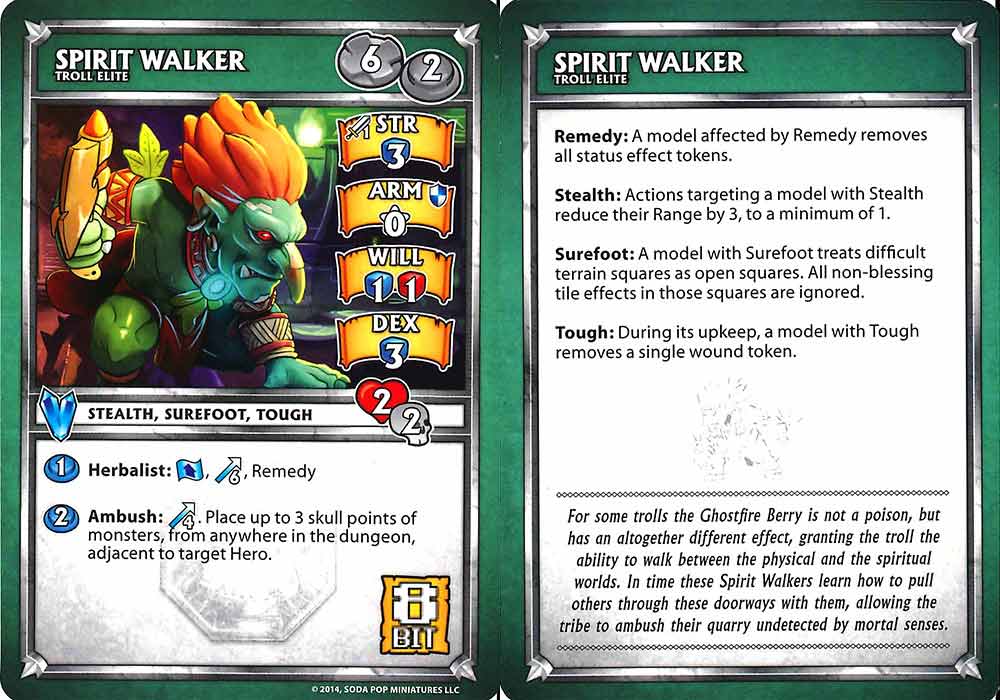 SPIRIT WALKER
TROLL ELITE
6
2
1
STR
3
ARM
0
WILL
1 1
DEX
3
STEALTH, SUREFOOT, TOUGH
2
2
1 Herbalist: , 6, Remedy
2 Ambush: 4. Place up to 3 skull points of
monsters, from anywhere in the dungeon,
adjacent to target Hero.
8
BIT
© 2014, SODA POP MINIATURES LLC
SPIRIT WALKER
TROLL ELITE
Remedy: A model affected by Remedy removes
all status effect tokens.
Stealth: Actions targeting a model with Stealth
reduce their Range by 3, to a minimum of 1.
Surefoot: A model with Surefoot treats difficult
terrain squares as open squares. All non-blessing
tile effects in those squares are ignored.
Tough: During its upkeep, a model with Tough
removes a single wound token.
For some trolls the Ghostfire Berry is not a poison, but
has an altogether different effect, granting the troll the
ability to walk between the physical and the spiritual
worlds. In time these Spirit Walkers learn how to pull
others through these doorways with them, allowing the
tribe to ambush their quarry undetected by mortal senses.